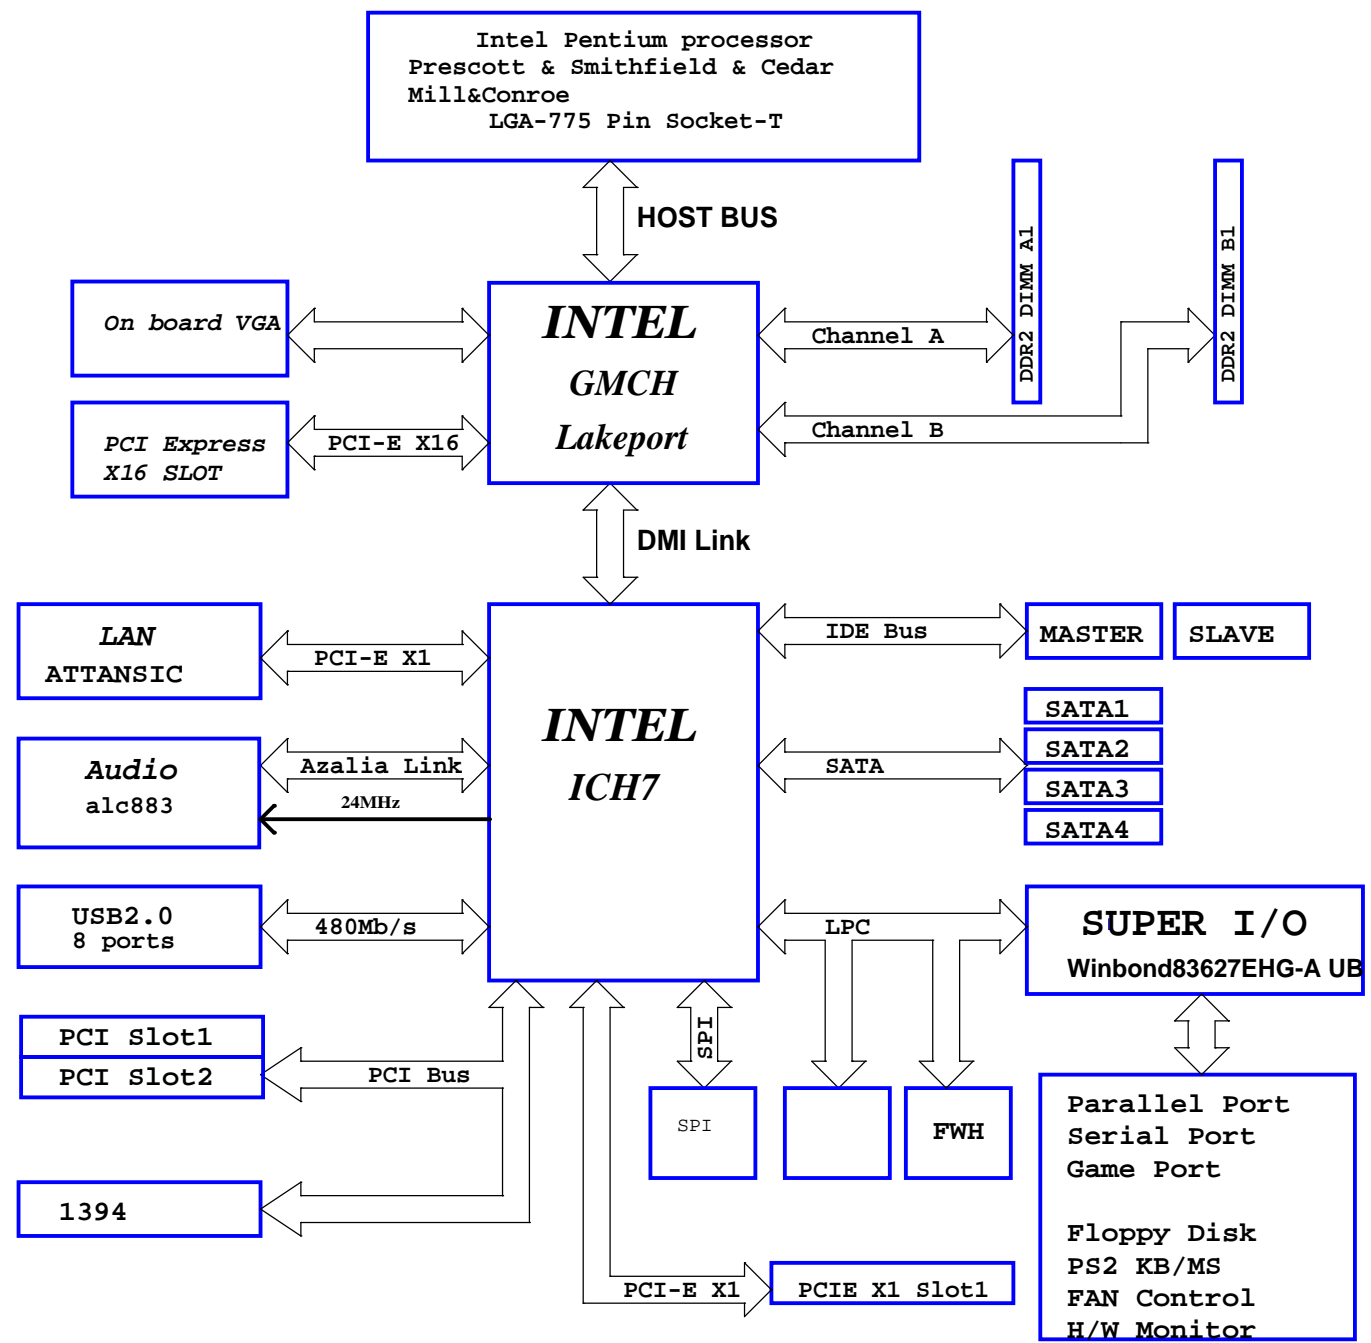 Intel Pentium processor
Prescott & Smithfield & Cedar
Mill&Conroe
LGA-775 Pin Socket-T
HOST BUS
On board VGA
INTEL
GMCH
Lakeport
Channel A
DDR2 DIMM A1
DDR2 DIMM B1
PCI Express
X16 SLOT
PCI-E X16
Channel B
DMI Link
LAN
ATTANSIC
PCI-E X1
INTEL
ICH7
IDE Bus
MASTER
SLAVE
SATA1
SATA2
SATA3
SATA4
SATA
Audio
alc883
Azalia Link
24MHz
USB2.0
8 ports
480Mb/s
LPC
SUPER I/O
Winbond83627EHG-A UB
PCI Slot1
PCI Slot2
PCI Bus
SPI
SPI
FWH
1394
PCI-E X1
PCIE X1 Slot1
Parallel Port
Serial Port
Game Port
Floppy Disk
PS2 KB/MS
FAN Control
H/W Monitor